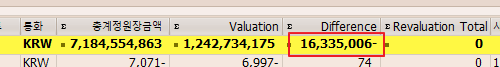 통화 Σ 총계정원장금액 Σ Valuation Σ Difference Σ Revaluation Total
KRW ▪ 7,184,554,863 ▪ 1,242,734,175 ▪ 16,335,006- ▪ 0
KRW 7,071- 6,997- 74 0